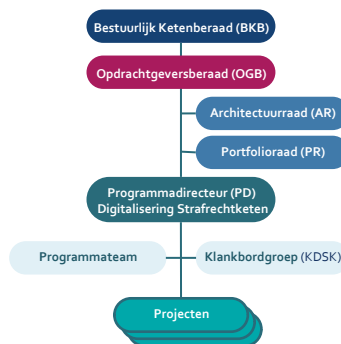 Bestuurlijk Ketenberaad (BKB)
Opdrachtgeversberaad (OGB)
Architectuurraad (AR)
Portfolioraad (PR)
Programmadirecteur (PD)
Digitalisering Strafrechtketen
Programmateam
Klankbordgroep (KDSK)
Projecten